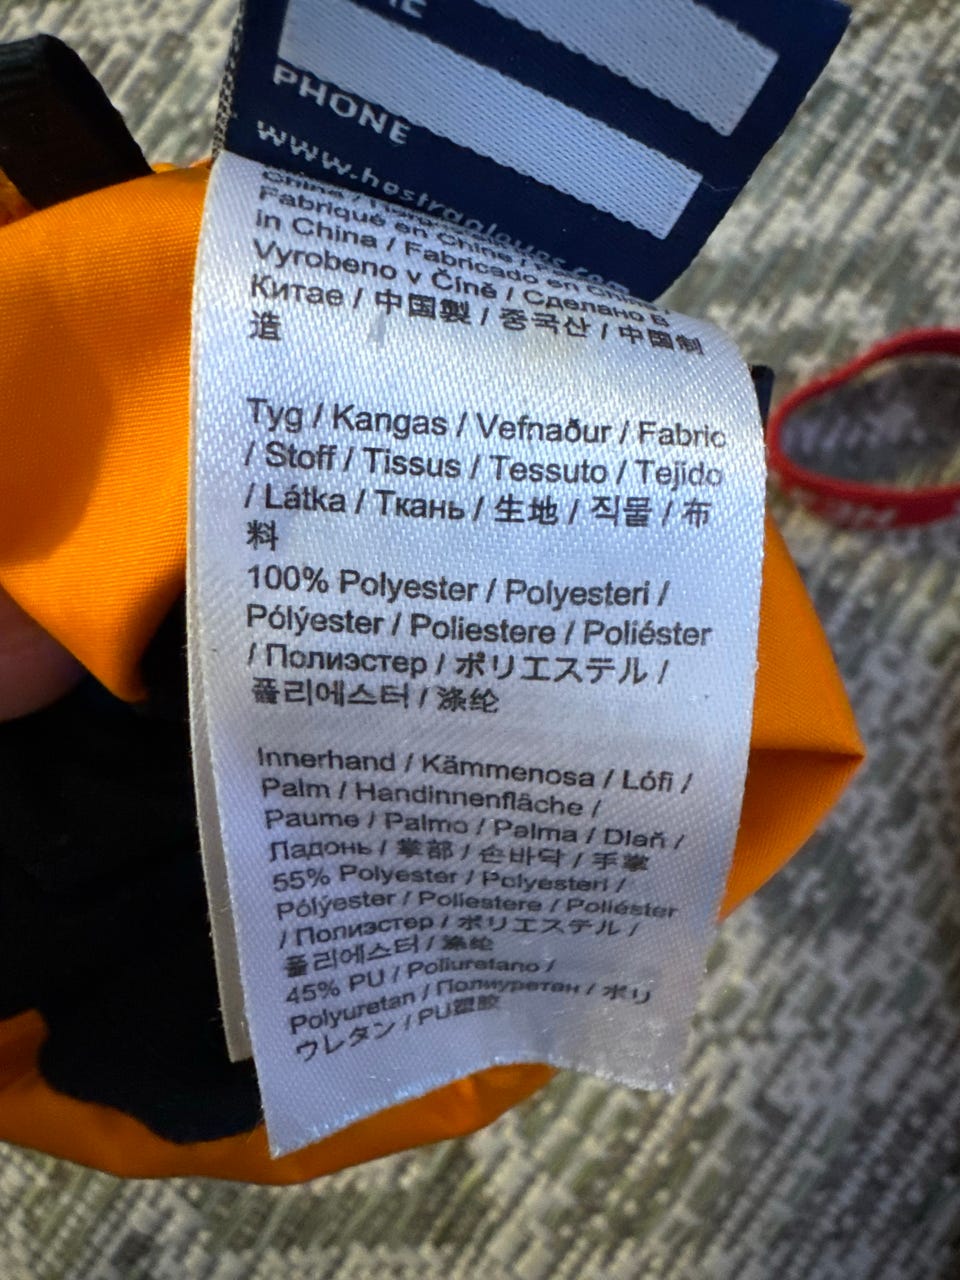 PHONE
www.hestragloves.com
Fabriqué en Chine /
in China / Fabricado en China /
Vyrobeno v Číně / Сделано в
Китае / 中国製 / 중국산 / 中国制
造
Tyg / Kangas / Vefnaður / Fabric
/ Stoff / Tissus / Tessuto / Tejido
/ Látka / Ткань / 生地 / 직물 / 布
料
100% Polyester / Polyesteri /
Pólýester / Poliestere / Poliéster
/ Полиэстер / ポリエステル /
폴리에스터 / 涤纶
Innerhand / Kämmenosa / Lófi /
Palm / Handinnenfläche /
Paume / Palmo / Palma / Dlaň /
Ладонь / 掌部 / 손바닥 / 手掌
55% Polyester / Polyesteri /
Pólýester / Poliestere / Poliéster
/ Полиэстер / ポリエステル /
폴리에스터 / 涤纶
45% PU / Poliuretano /
Polyuretan / Полиуретан / ポリ
ウレタン / PU塑胶